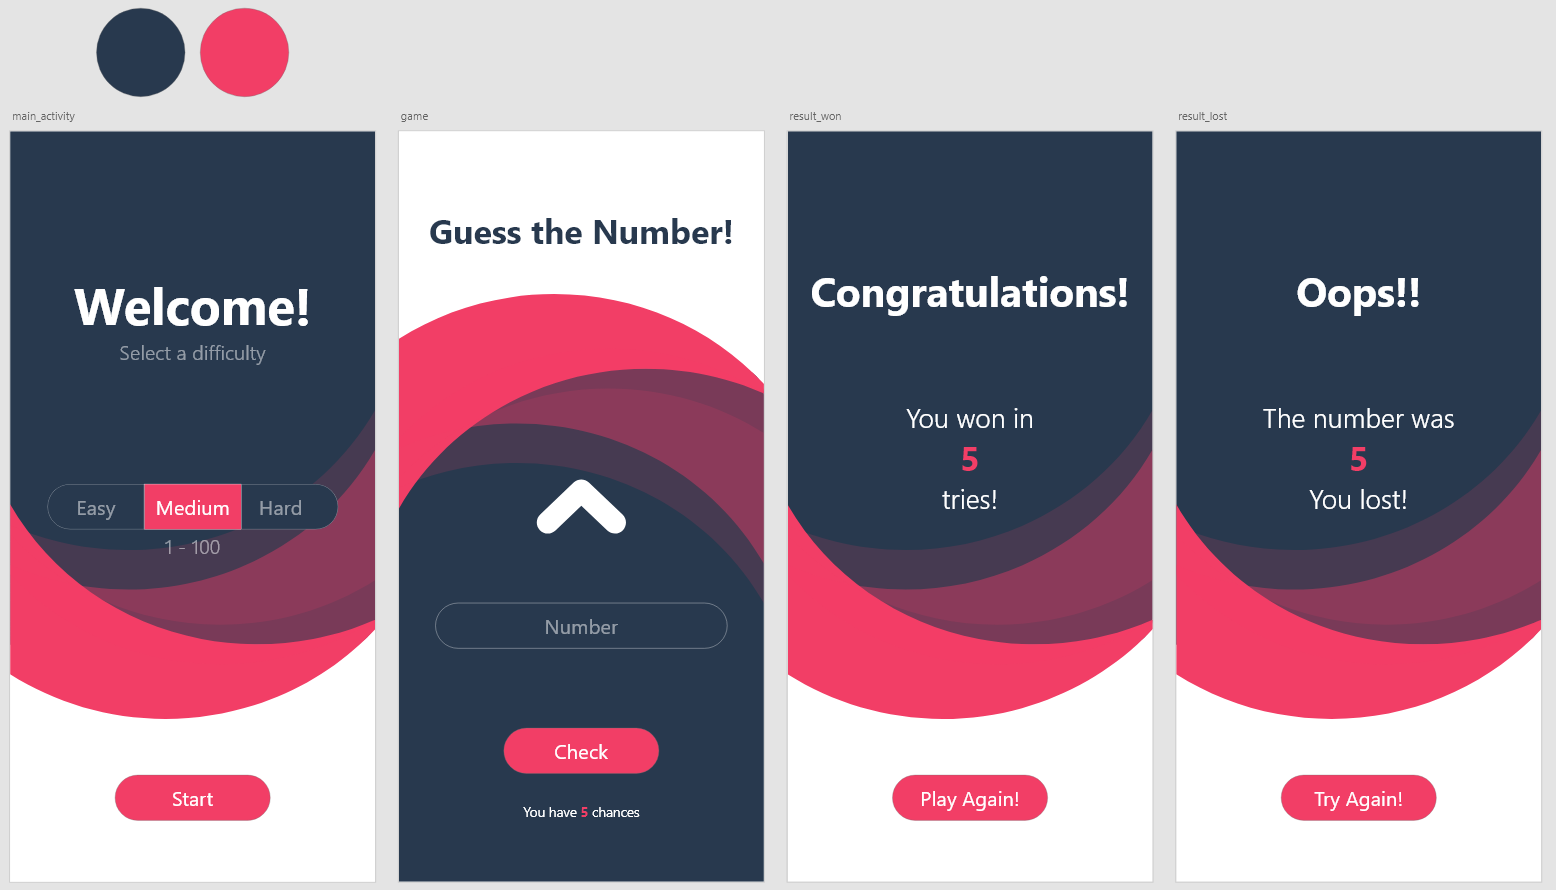 main_activity
Welcome!
Select a difficulty
Easy
Medium
Hard
1 - 100
Start
game
Guess the Number!
Number
Check
You have 5 chances
result_won
Congratulations!
You won in
5
tries!
Play Again!
result_lost
Oops!!
The number was
5
You lost!
Try Again!